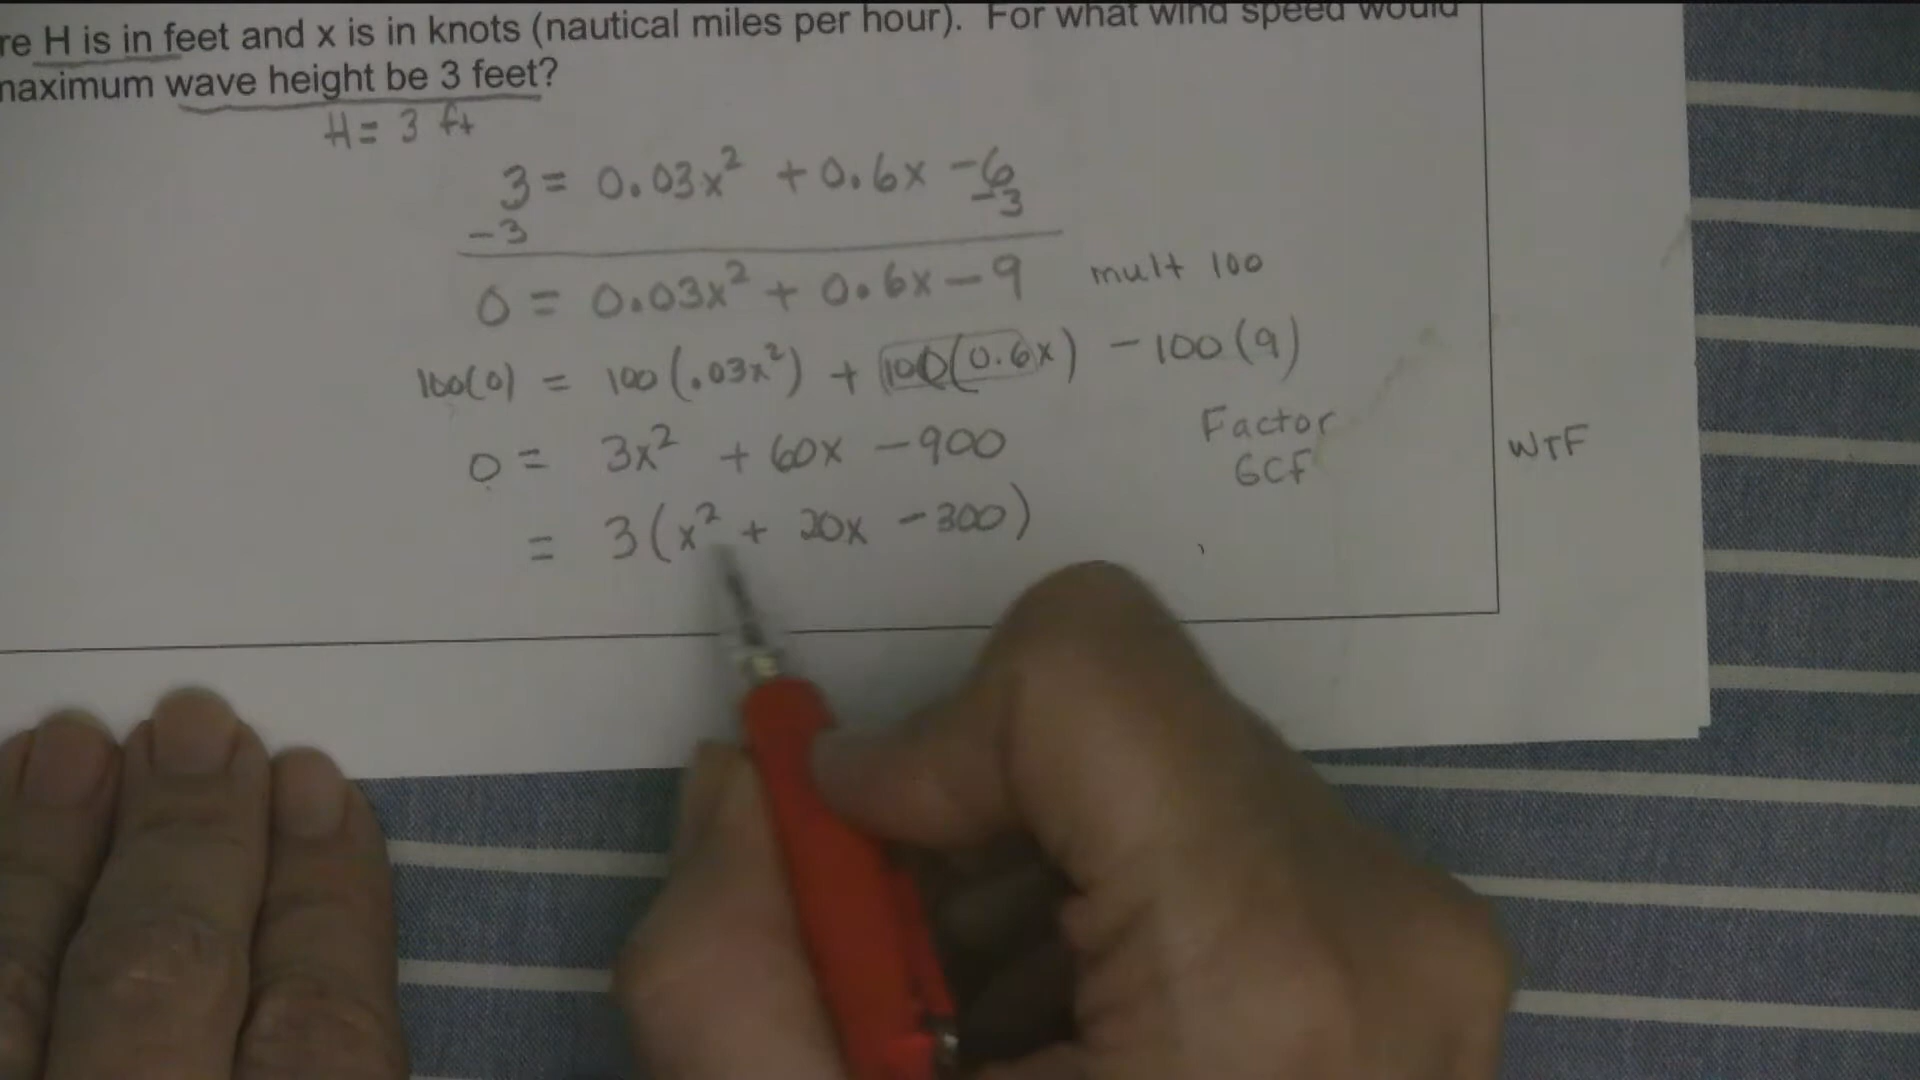 re H is in feet and x is in knots (nautical miles per hour). For what wind speed would
maximum wave height be 3 feet?
H = 3 ft
3 = 0.03x² + 0.6x - 6
-3 -3
0 = 0.03x² + 0.6x - 9 mult 100
100(0) = 100(.03x²) + 100(0.6x) - 100(9)
0 = 3x² + 60x - 900 Factor
GCF
WTF
= 3(x² + 20x - 300)